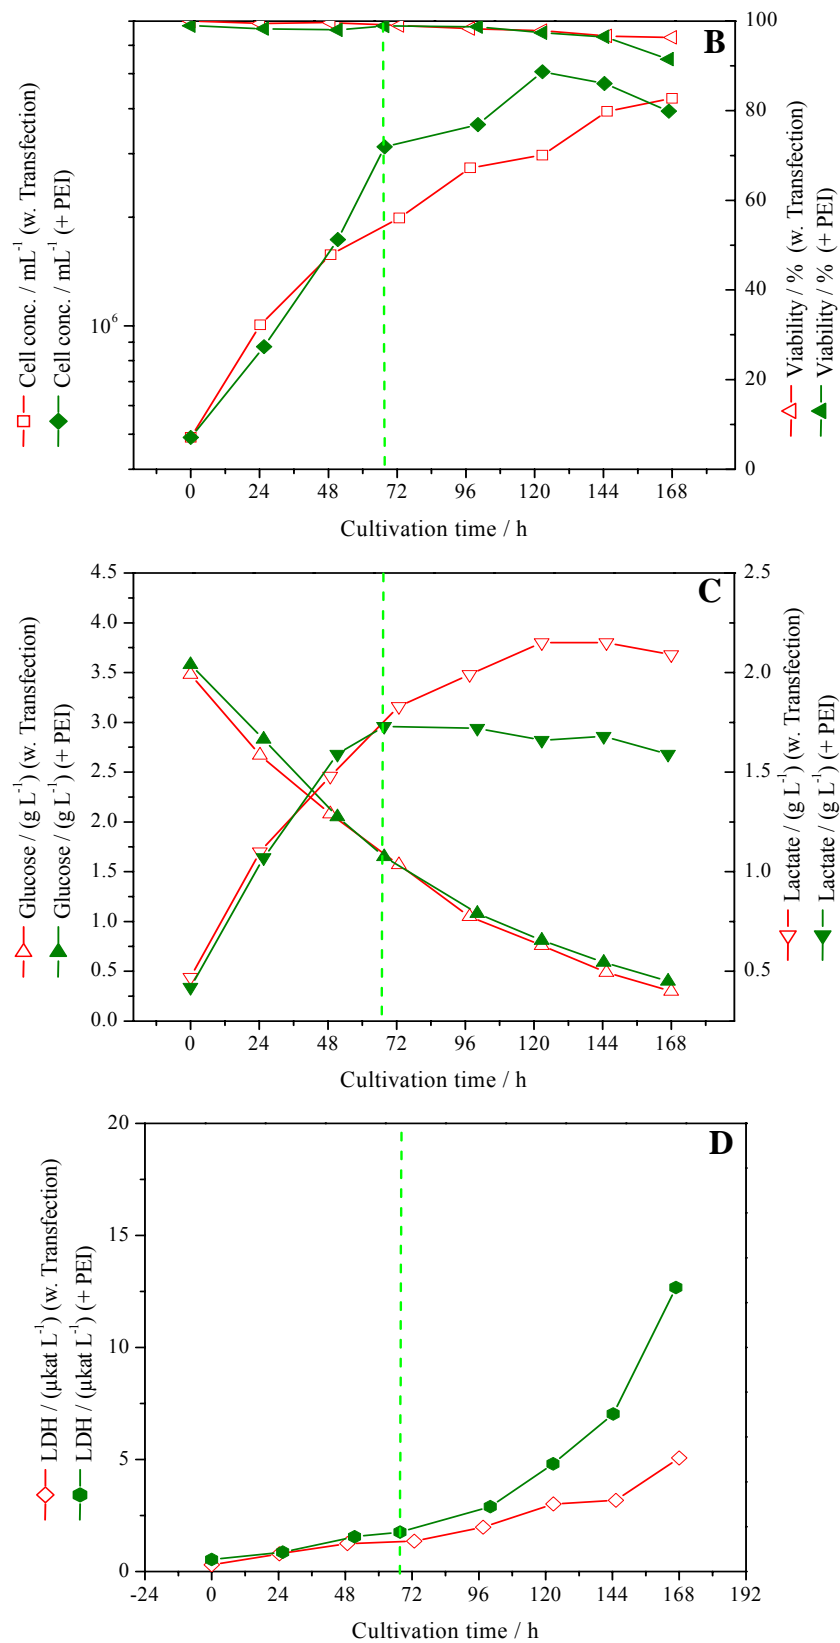 B
Cell conc. / mL⁻¹ (w. Transfection)
Cell conc. / mL⁻¹ (+ PEI)
10⁶
100
80
60
40
20
0
Viability / % (w. Transfection)
Viability / % (+ PEI)
0 24 48 72 96 120 144 168
Cultivation time / h
C
Glucose / (g L⁻¹) (w. Transfection)
Glucose / (g L⁻¹) (+ PEI)
4.5
4.0
3.5
3.0
2.5
2.0
1.5
1.0
0.5
0.0
2.5
2.0
1.5
1.0
0.5
Lactate / (g L⁻¹) (w. Transfection)
Lactate / (g L⁻¹) (+ PEI)
0 24 48 72 96 120 144 168
Cultivation time / h
D
LDH / (µkat L⁻¹) (w. Transfection)
LDH / (µkat L⁻¹) (+ PEI)
20
15
10
5
0
-24 0 24 48 72 96 120 144 168 192
Cultivation time / h